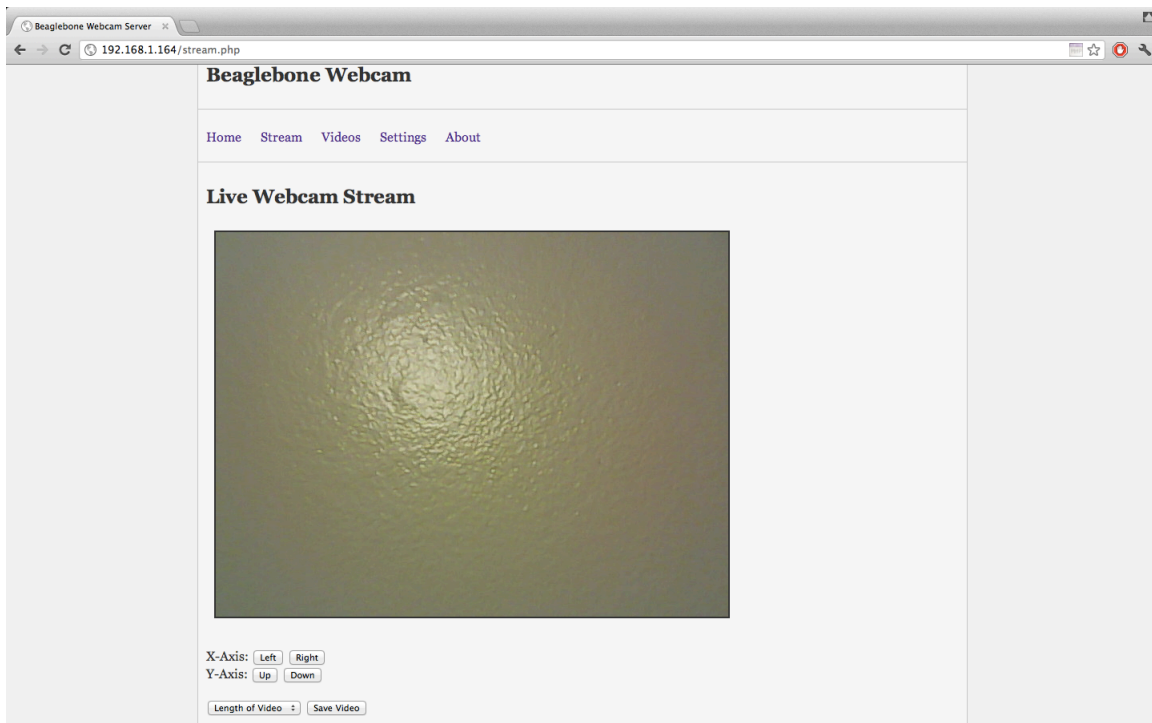 Beaglebone Webcam Server
192.168.1.164/stream.php
Beaglebone Webcam
Home Stream Videos Settings About
Live Webcam Stream
X-Axis: Left Right
Y-Axis: Up Down
Length of Video Save Video